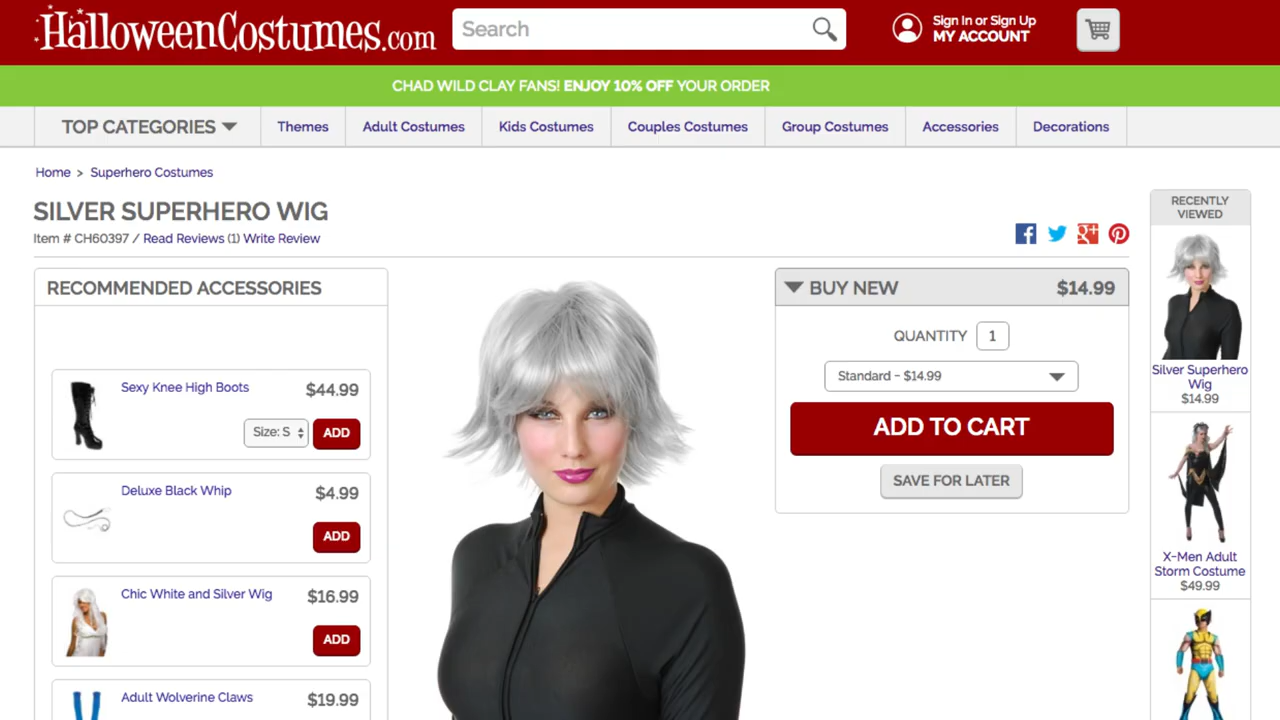 HalloweenCostumes.com
Search
Sign In or Sign Up
MY ACCOUNT
CHAD WILD CLAY FANS! ENJOY 10% OFF YOUR ORDER
TOP CATEGORIES
Themes
Adult Costumes
Kids Costumes
Couples Costumes
Group Costumes
Accessories
Decorations
Home > Superhero Costumes
SILVER SUPERHERO WIG
Item # CH60397 / Read Reviews (1) Write Review
RECOMMENDED ACCESSORIES
Sexy Knee High Boots $44.99
Size: S ADD
Deluxe Black Whip $4.99
ADD
Chic White and Silver Wig $16.99
ADD
Adult Wolverine Claws $19.99
BUY NEW $14.99
QUANTITY 1
Standard - $14.99
ADD TO CART
SAVE FOR LATER
RECENTLY
VIEWED
Silver Superhero
Wig
$14.99
X-Men Adult
Storm Costume
$49.99